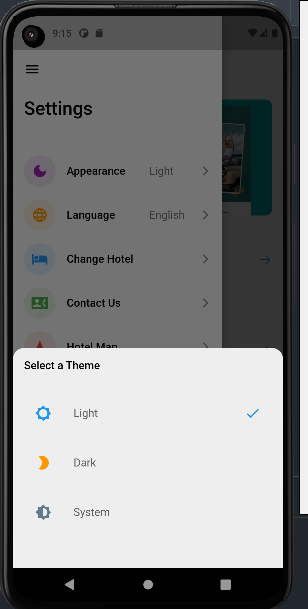 9:15
Settings
Appearance Light
Language English
Change Hotel
Contact Us
Hotel Map
Select a Theme
Light
Dark
System